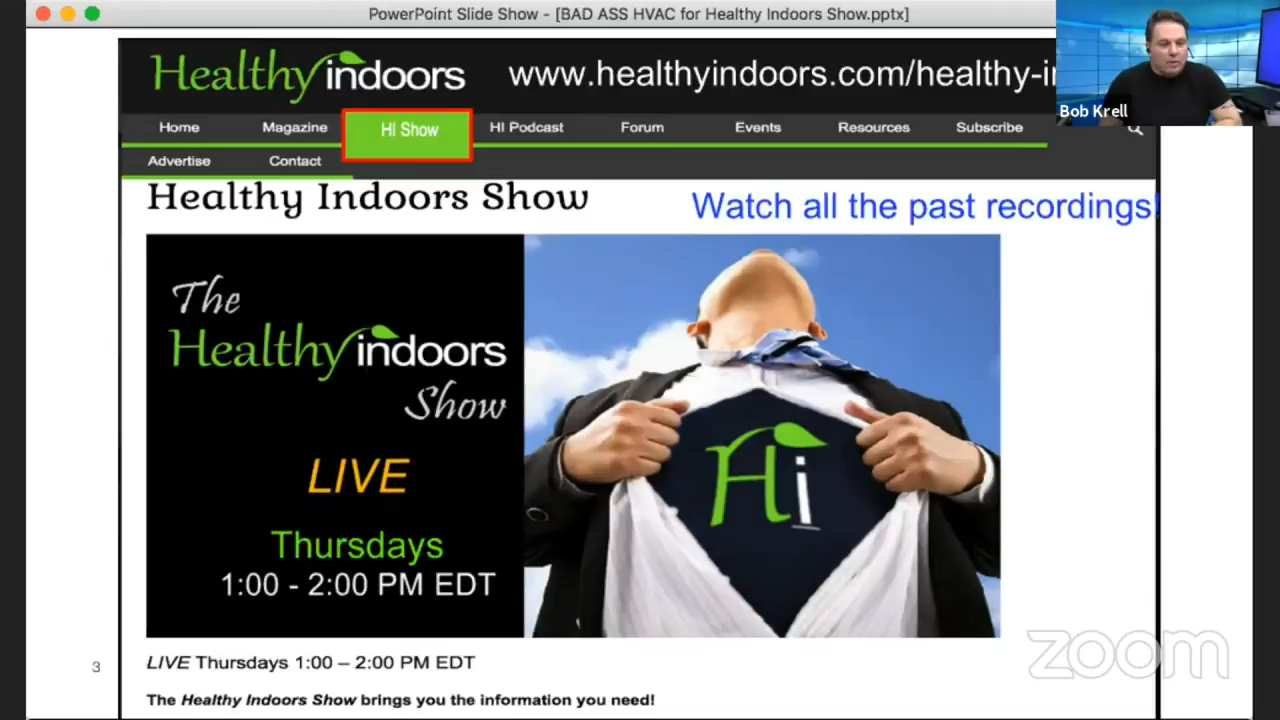 PowerPoint Slide Show - [BAD ASS HVAC for Healthy Indoors Show.pptx]
Healthy indoors
www.healthyindoors.com/healthy-i
Bob Krell
Home Magazine HI Show HI Podcast Forum Events Resources Subscribe
Advertise Contact
Healthy Indoors Show
Watch all the past recordings!
The
Healthy indoors
Show
LIVE
Thursdays
1:00 - 2:00 PM EDT
Hi
LIVE Thursdays 1:00 – 2:00 PM EDT
3
The Healthy Indoors Show brings you the information you need!
zoom